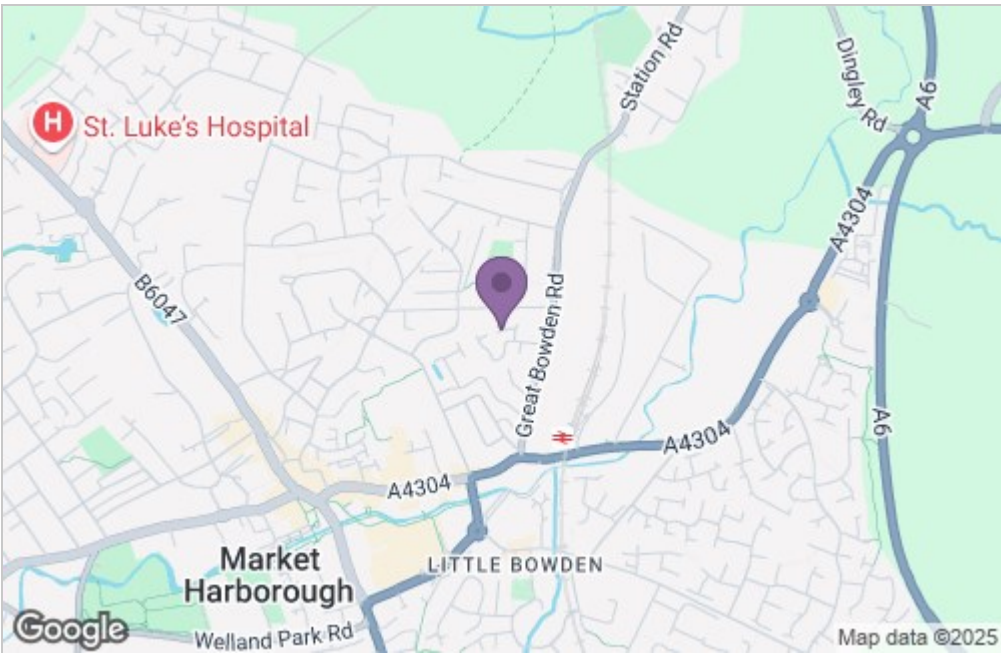 Station Rd
Dingley Rd
A6
H
St. Luke's Hospital
A4304
B6047
Great Bowden Rd
A6
A4304
A4304
Market
Harborough
LITTLE BOWDEN
Welland Park Rd
Google
Map data ©2025